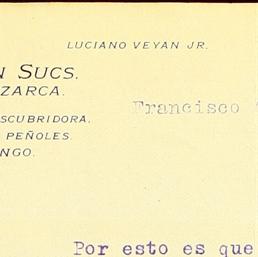 LUCIANO VEYAN JR.
N SUCS.
ZARCA.
Francisco
SCUBRIDORA.
PEÑOLES.
NGO.
Por esto es que